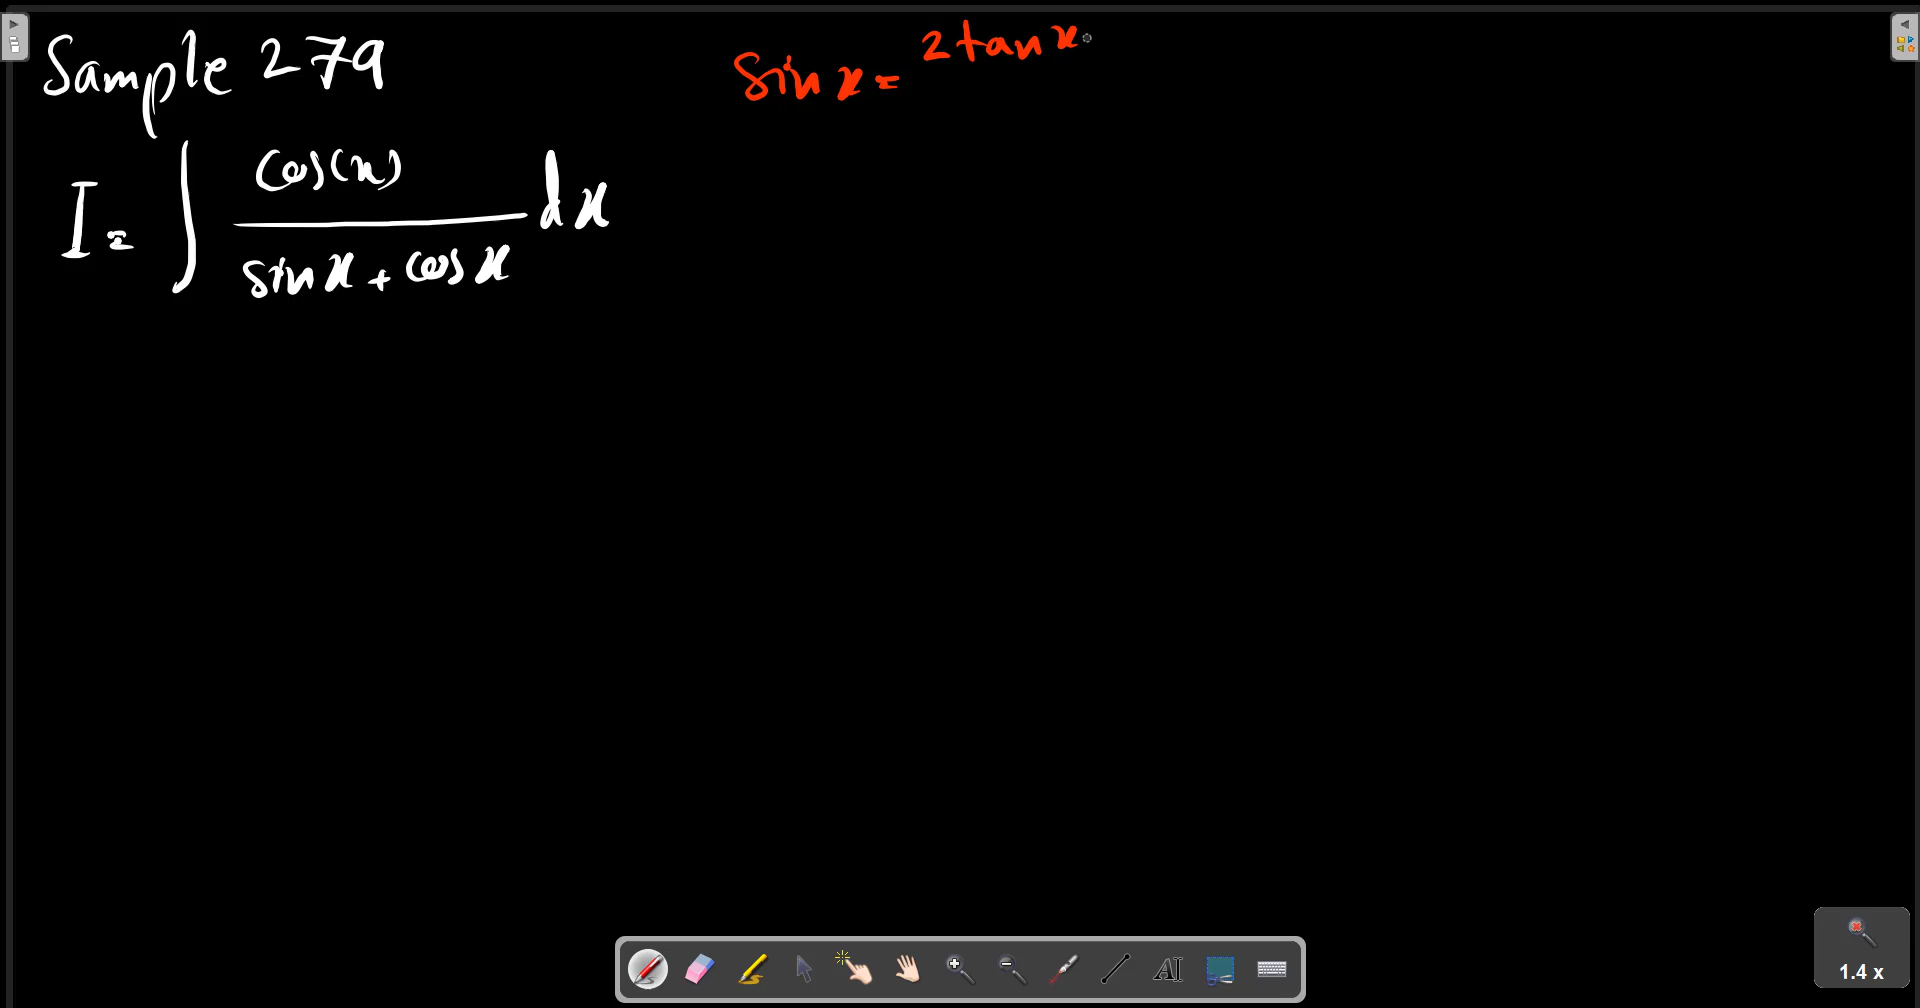 Sample 279
sin x = 2tan x
I = ∫ cos(x) / sin x + cos x dx
1.4 x